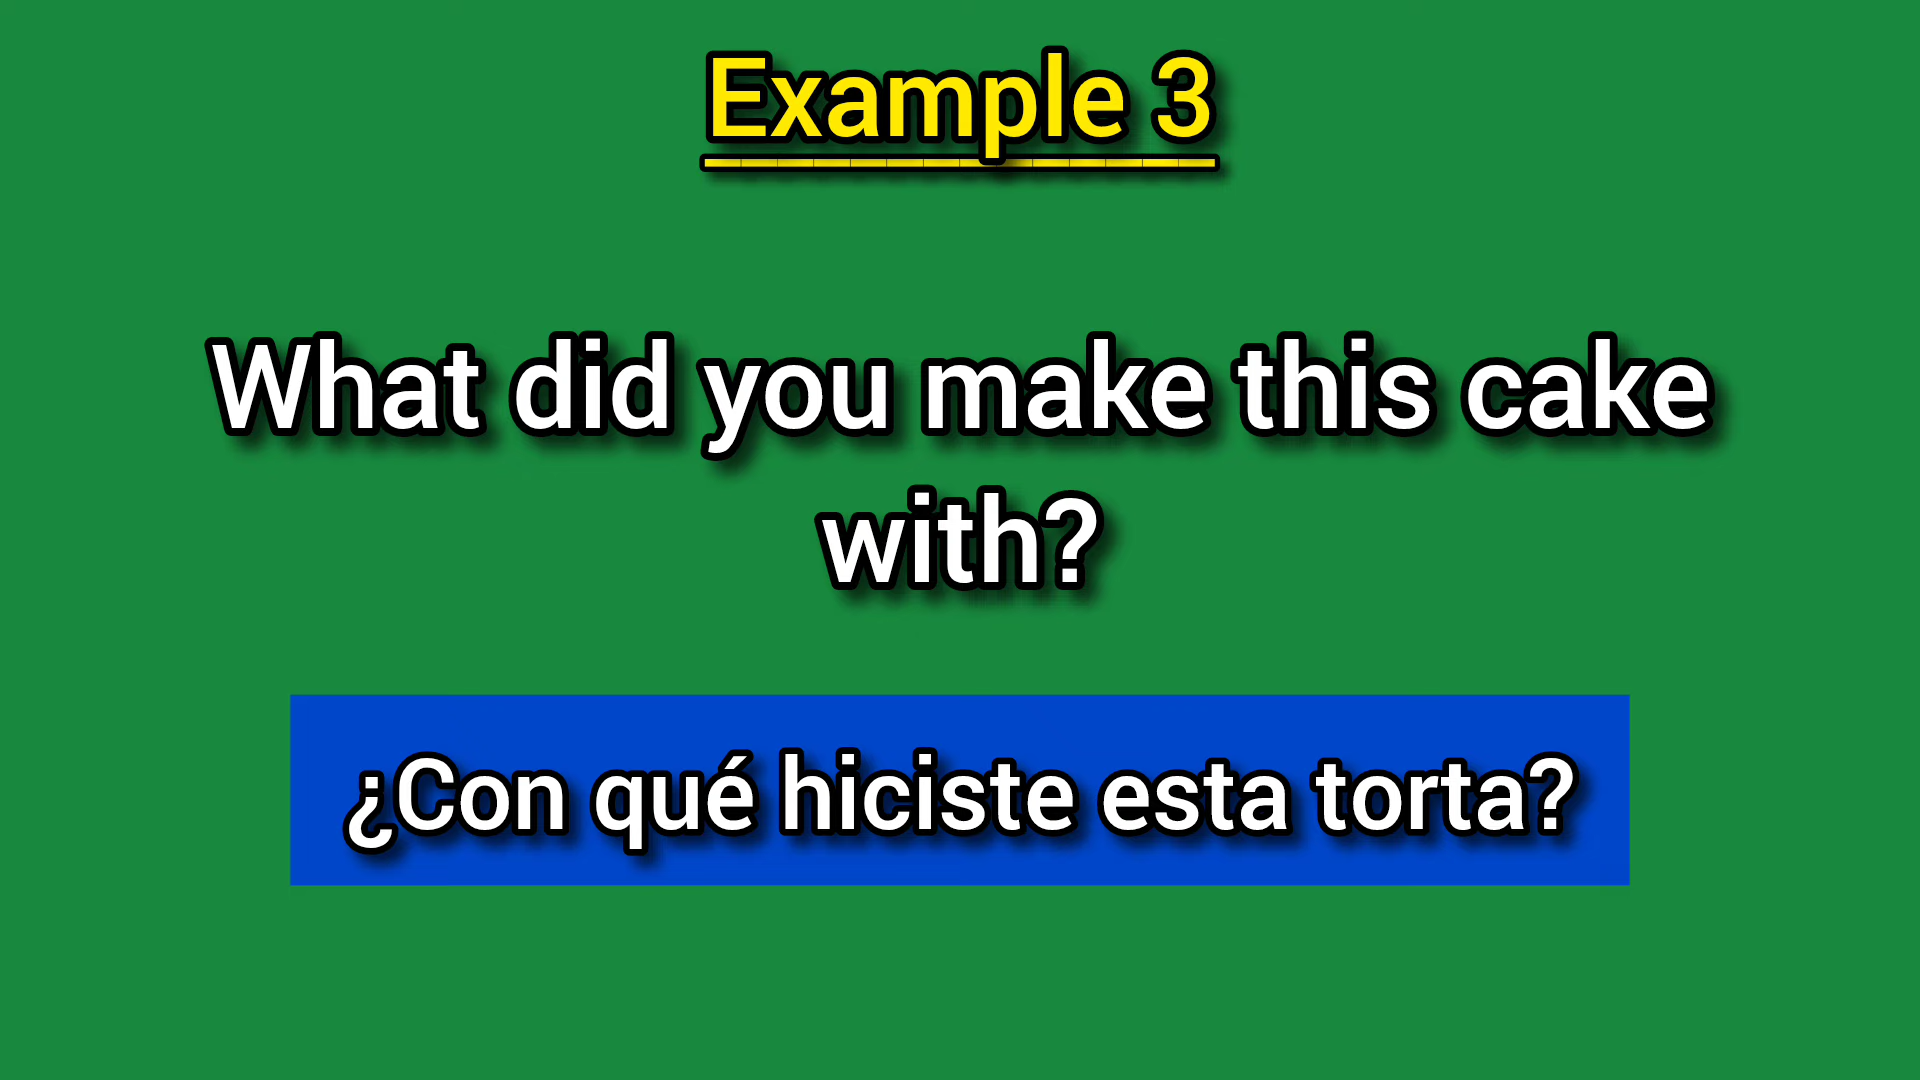 Example 3
What did you make this cake
with?
¿Con qué hiciste esta torta?